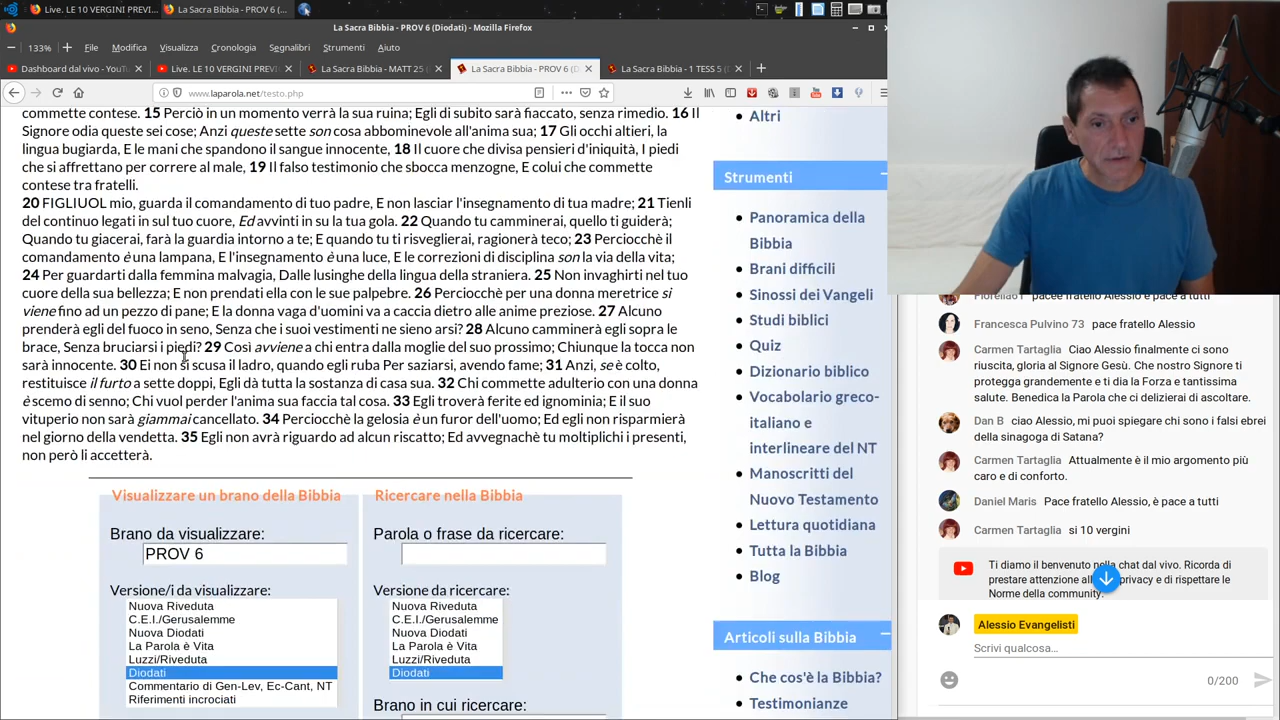 Live. LE 10 VERGINI PREVI...
La Sacra Bibbia - PROV 6 (...
La Sacra Bibbia - PROV 6 (Diodati) - Mozilla Firefox
133%
File
Modifica
Visualizza
Cronologia
Segnalibri
Strumenti
Aiuto
Dashboard dal vivo - YouTu
Live. LE 10 VERGINI PREVI
La Sacra Bibbia - MATT 25
La Sacra Bibbia - PROV 6 (D
La Sacra Bibbia - 1 TESS 5 (
www.laparola.net/testo.php
commette contese. 15 Perciò in un momento verrà la sua ruina; Egli di subito sarà fiaccato, senza rimedio. 16 Il
Signore odia queste sei cose; Anzi queste sette son cosa abbominevole all'anima sua; 17 Gli occhi altieri, la
lingua bugiarda, E le mani che spandono il sangue innocente, 18 Il cuore che divisa pensieri d'iniquità, I piedi
che si affrettano per correre al male, 19 Il falso testimonio che sbocca menzogne, E colui che commette
contese tra fratelli.
20 FIGLIUOL mio, guarda il comandamento di tuo padre, E non lasciar l'insegnamento di tua madre; 21 Tienli
del continuo legati in sul tuo cuore, Ed avvinti in su la tua gola. 22 Quando tu camminerai, quello ti guiderà;
Quando tu giacerai, farà la guardia intorno a te; E quando tu ti risveglierai, ragionerà teco; 23 Perciocchè il
comandamento è una lampana, E l'insegnamento è una luce, E le correzioni di disciplina son la via della vita;
24 Per guardarti dalla femmina malvagia, Dalle lusinghe della lingua della straniera. 25 Non invaghirti nel tuo
cuore della sua bellezza; E non prendati ella con le sue palpebre. 26 Perciocchè per una donna meretrice si
viene fino ad un pezzo di pane; E la donna vaga d'uomini va a caccia dietro alle anime preziose. 27 Alcuno
prenderà egli del fuoco in seno, Senza che i suoi vestimenti ne sieno arsi? 28 Alcuno camminerà egli sopra le
brace, Senza bruciarsi i piedi? 29 Così avviene a chi entra dalla moglie del suo prossimo; Chiunque la tocca non
sarà innocente. 30 Ei non si scusa il ladro, quando egli ruba Per saziarsi, avendo fame; 31 Anzi, se è colto,
restituisce il furto a sette doppi, Egli dà tutta la sostanza di casa sua. 32 Chi commette adulterio con una donna
è scemo di senno; Chi vuol perder l'anima sua faccia tal cosa. 33 Egli troverà ferite ed ignominia; E il suo
vituperio non sarà giammai cancellato. 34 Perciocchè la gelosia è un furor dell'uomo; Ed egli non risparmierà
nel giorno della vendetta. 35 Egli non avrà riguardo ad alcun riscatto; Ed avvegnachè tu moltiplichi i presenti,
non però li accetterà.
Visualizzare un brano della Bibbia
Brano da visualizzare:
PROV 6
Versione/i da visualizzare:
Nuova Riveduta
C.E.I./Gerusalemme
Nuova Diodati
La Parola è Vita
Luzzi/Riveduta
Diodati
Commentario di Gen-Lev, Ec-Cant, NT
Riferimenti incrociati
Ricercare nella Bibbia
Parola o frase da ricercare:
Versione da ricercare:
Nuova Riveduta
C.E.I./Gerusalemme
Nuova Diodati
La Parola è Vita
Luzzi/Riveduta
Diodati
Brano in cui ricercare:
Altri
Strumenti
Panoramica della
Bibbia
Brani difficili
Sinossi dei Vangeli
Studi biblici
Quiz
Dizionario biblico
Vocabolario greco-
italiano e
interlineare del NT
Manoscritti del
Nuovo Testamento
Lettura quotidiana
Tutta la Bibbia
Blog
Articoli sulla Bibbia
Che cos'è la Bibbia?
Testimonianze
Fiorella61 pacee fratello Alessio e pace a tutti
Francesca Pulvino 73 pace fratello Alessio
Carmen Tartaglia Ciao Alessio finalmente ci sono
riuscita, gloria al Signore Gesù. Che nostro Signore ti
protegga grandemente e ti dia la Forza e tantissima
salute. Benedica la Parola che ci delizierai di ascoltare.
Dan B ciao Alessio, mi puoi spiegare chi sono i falsi ebrei
della sinagoga di Satana?
Carmen Tartaglia Attualmente è il mio argomento più
caro e di conforto.
Daniel Maris Pace fratello Alessio, è pace a tutti
Carmen Tartaglia si 10 vergini
Ti diamo il benvenuto nella chat dal vivo. Ricorda di
prestare attenzione privacy e di rispettare le
Norme della community.
Alessio Evangelisti
Scrivi qualcosa...
0/200